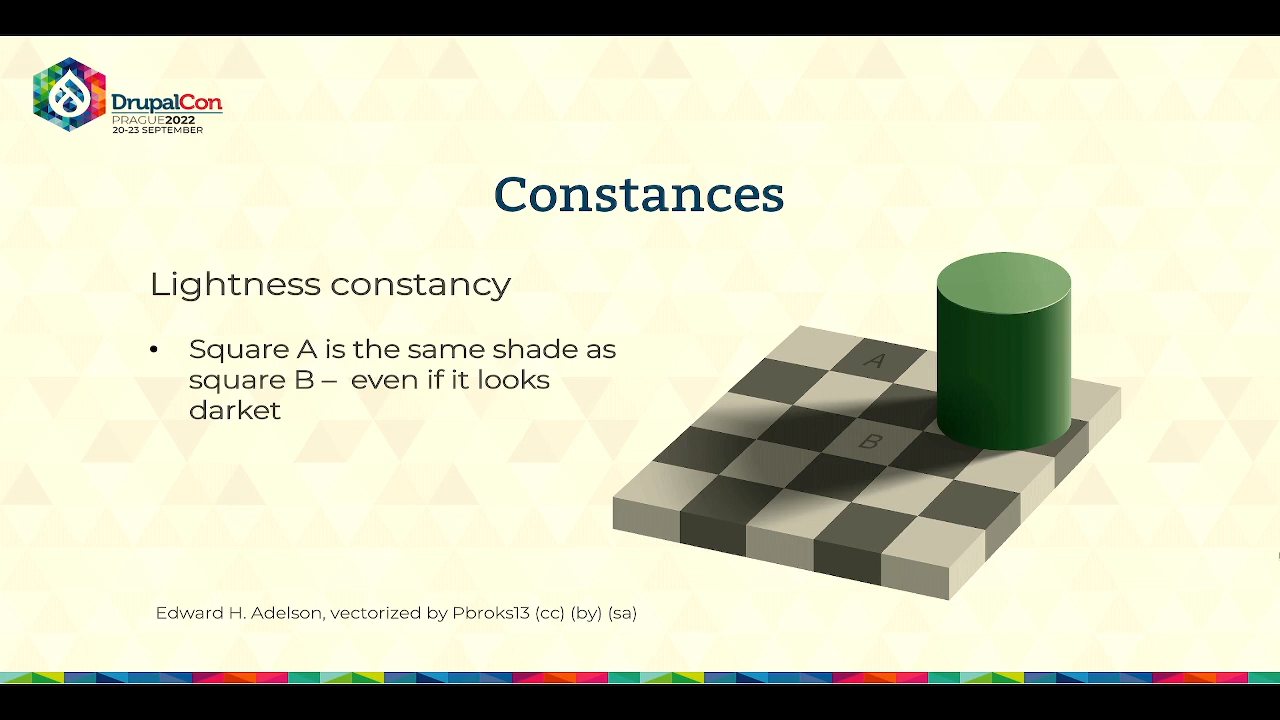 DrupalCon
PRAGUE2022
20-23 SEPTEMBER
Constances
Lightness constancy
• Square A is the same shade as
square B – even if it looks
darket
A
B
Edward H. Adelson, vectorized by Pbroks13 (cc) (by) (sa)